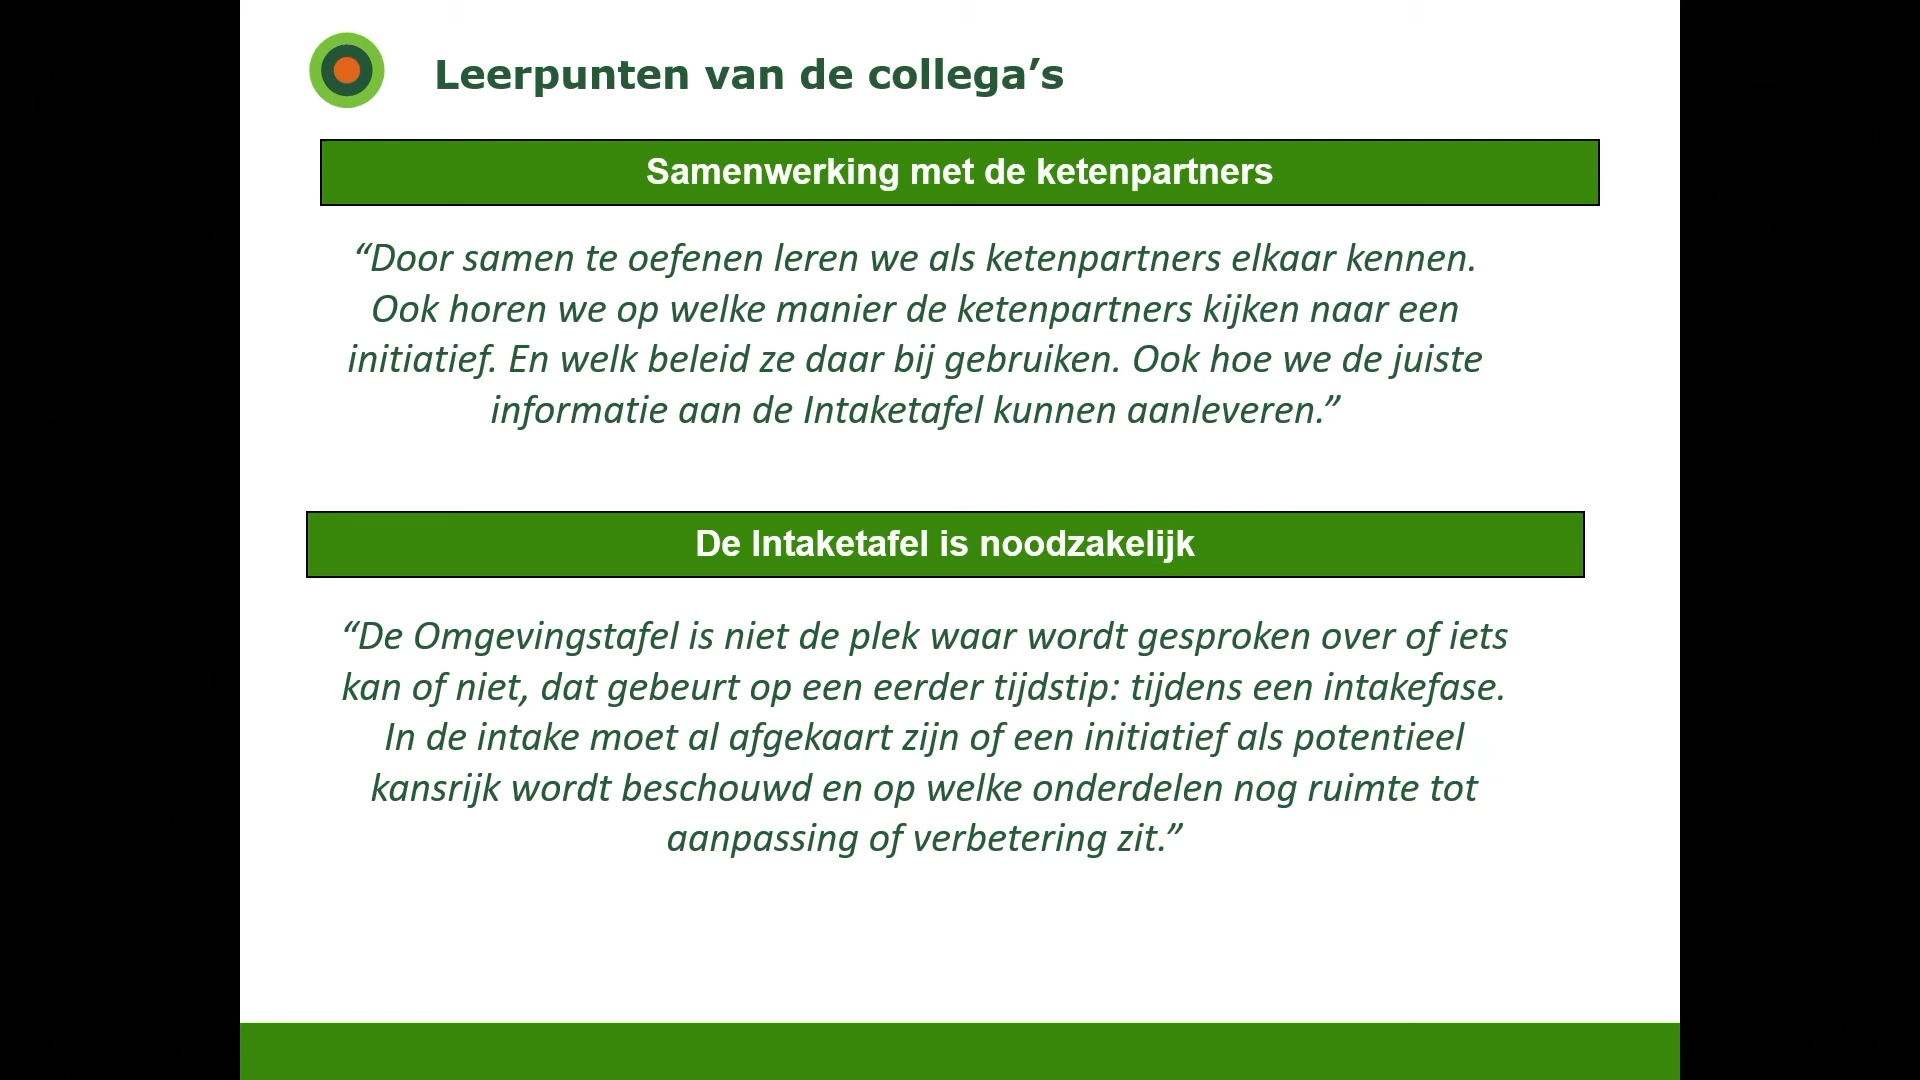 Leerpunten van de collega’s
Samenwerking met de ketenpartners
“Door samen te oefenen leren we als ketenpartners elkaar kennen.
Ook horen we op welke manier de ketenpartners kijken naar een
initiatief. En welk beleid ze daar bij gebruiken. Ook hoe we de juiste
informatie aan de Intaketafel kunnen aanleveren.”
De Intaketafel is noodzakelijk
“De Omgevingstafel is niet de plek waar wordt gesproken over of iets
kan of niet, dat gebeurt op een eerder tijdstip: tijdens een intakefase.
In de intake moet al afgekaart zijn of een initiatief als potentieel
kansrijk wordt beschouwd en op welke onderdelen nog ruimte tot
aanpassing of verbetering zit.”